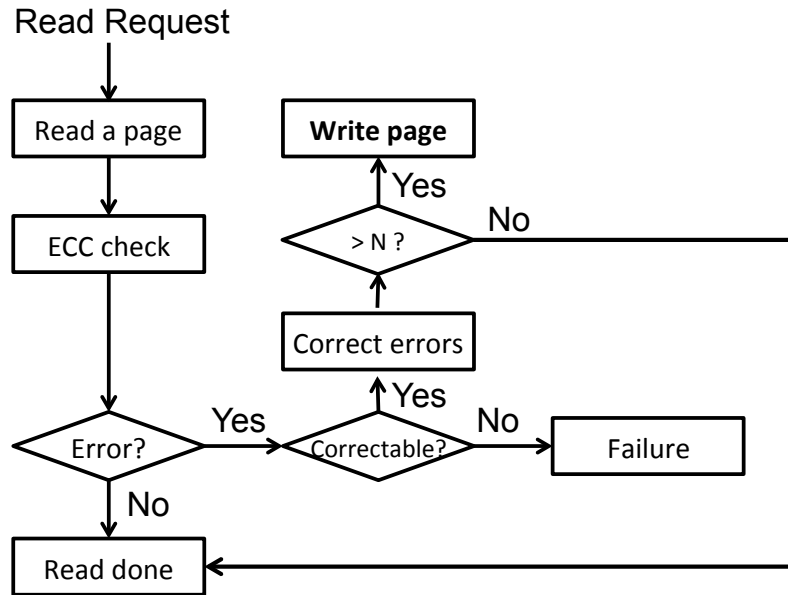 Read Request
Read a page
Write page
Yes
ECC check
> N ?
No
Correct errors
Yes
Error?
Yes
Correctable?
No
Failure
No
Read done